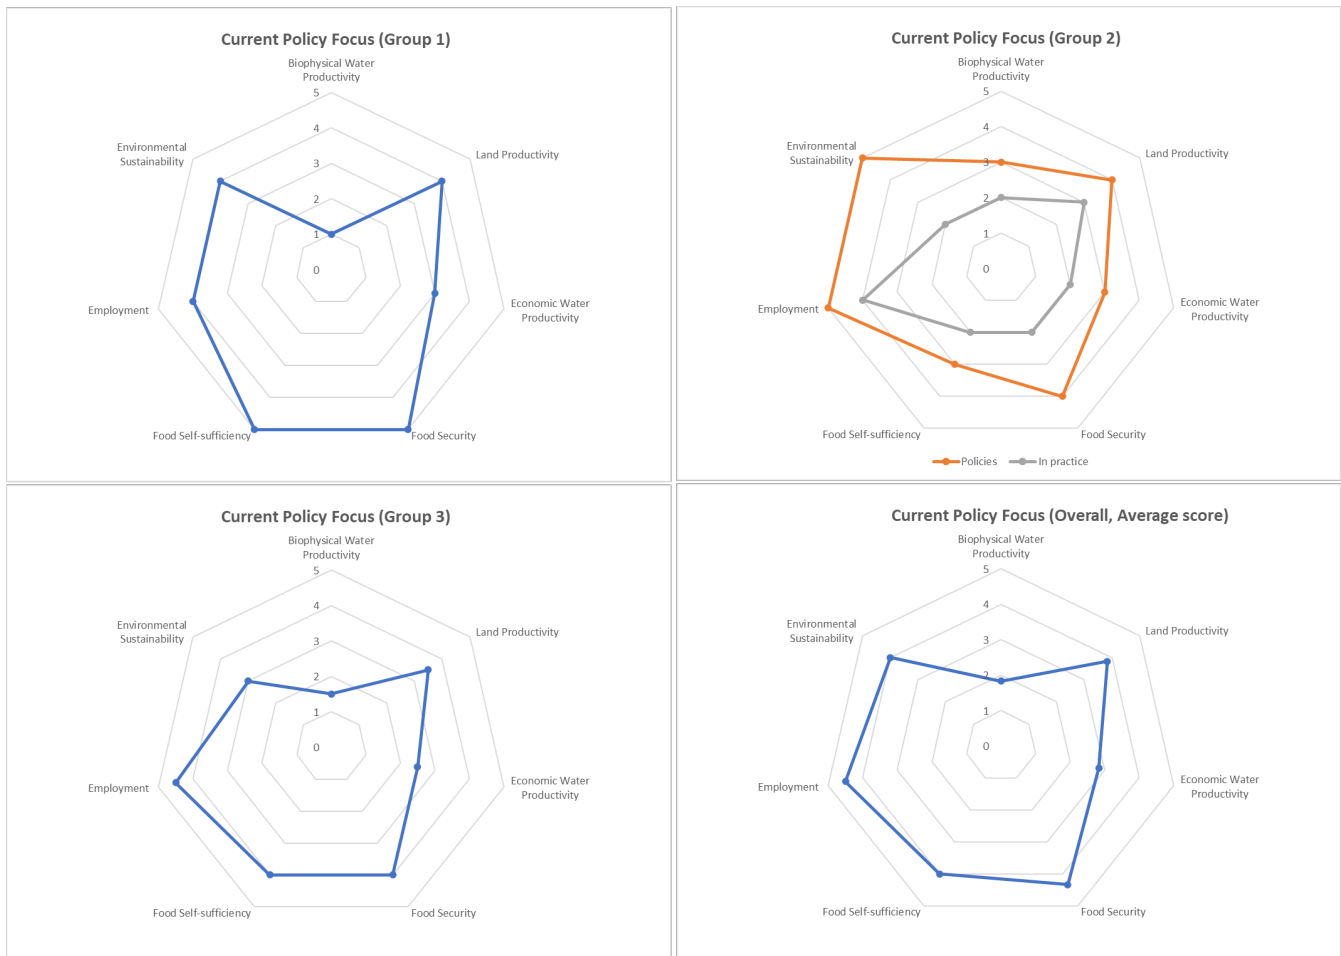 Current Policy Focus (Group 1)
Biophysical Water
Productivity
5
4
3
2
1
0
Environmental
Sustainability
Land Productivity
Employment
Economic Water
Productivity
Food Self-sufficiency
Food Security
Current Policy Focus (Group 2)
Biophysical Water
Productivity
5
4
3
2
1
0
Environmental
Sustainability
Land Productivity
Employment
Economic Water
Productivity
Food Self-sufficiency
Food Security
Policies
In practice
Current Policy Focus (Group 3)
Biophysical Water
Productivity
5
4
3
2
1
0
Environmental
Sustainability
Land Productivity
Employment
Economic Water
Productivity
Food Self-sufficiency
Food Security
Current Policy Focus (Overall, Average score)
Biophysical Water
Productivity
5
4
3
2
1
0
Environmental
Sustainability
Land Productivity
Employment
Economic Water
Productivity
Food Self-sufficiency
Food Security